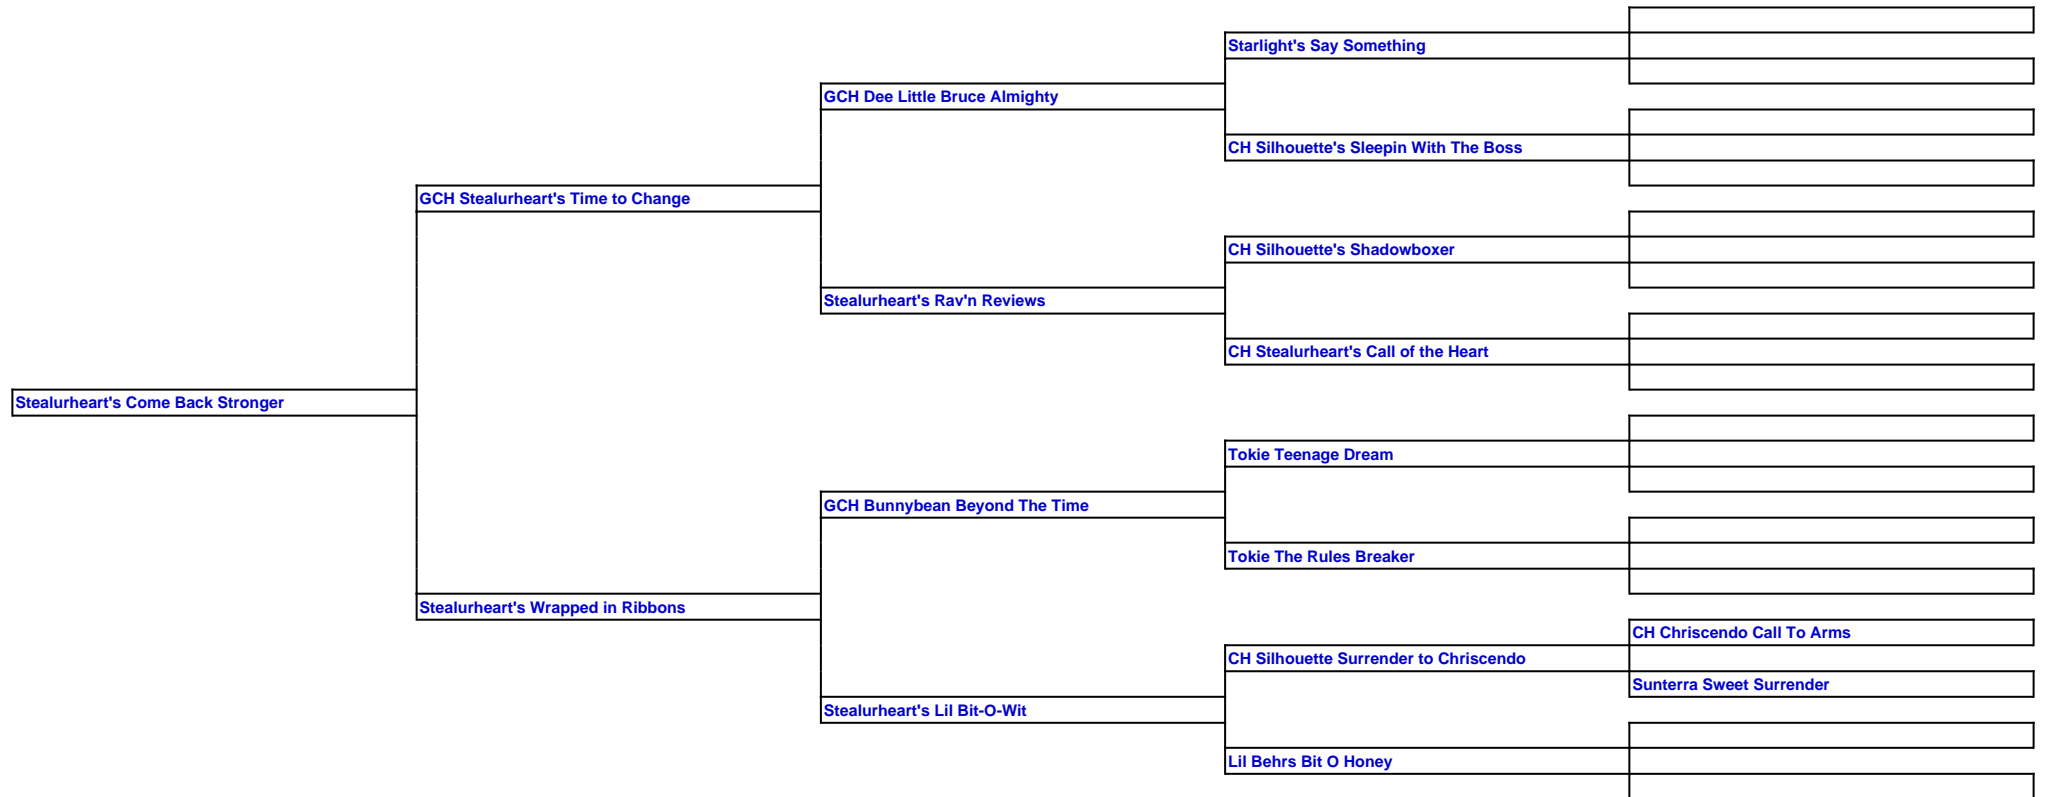 Starlight's Say Something
GCH Dee Little Bruce Almighty
CH Silhouette's Sleepin With The Boss
GCH Stealurheart's Time to Change
CH Silhouette's Shadowboxer
Stealurheart's Rav'n Reviews
CH Stealurheart's Call of the Heart
Stealurheart's Come Back Stronger
Tokie Teenage Dream
GCH Bunnybean Beyond The Time
Tokie The Rules Breaker
Stealurheart's Wrapped in Ribbons
CH Chriscendo Call To Arms
CH Silhouette Surrender to Chriscendo
Sunterra Sweet Surrender
Stealurheart's Lil Bit-O-Wit
Lil Behrs Bit O Honey